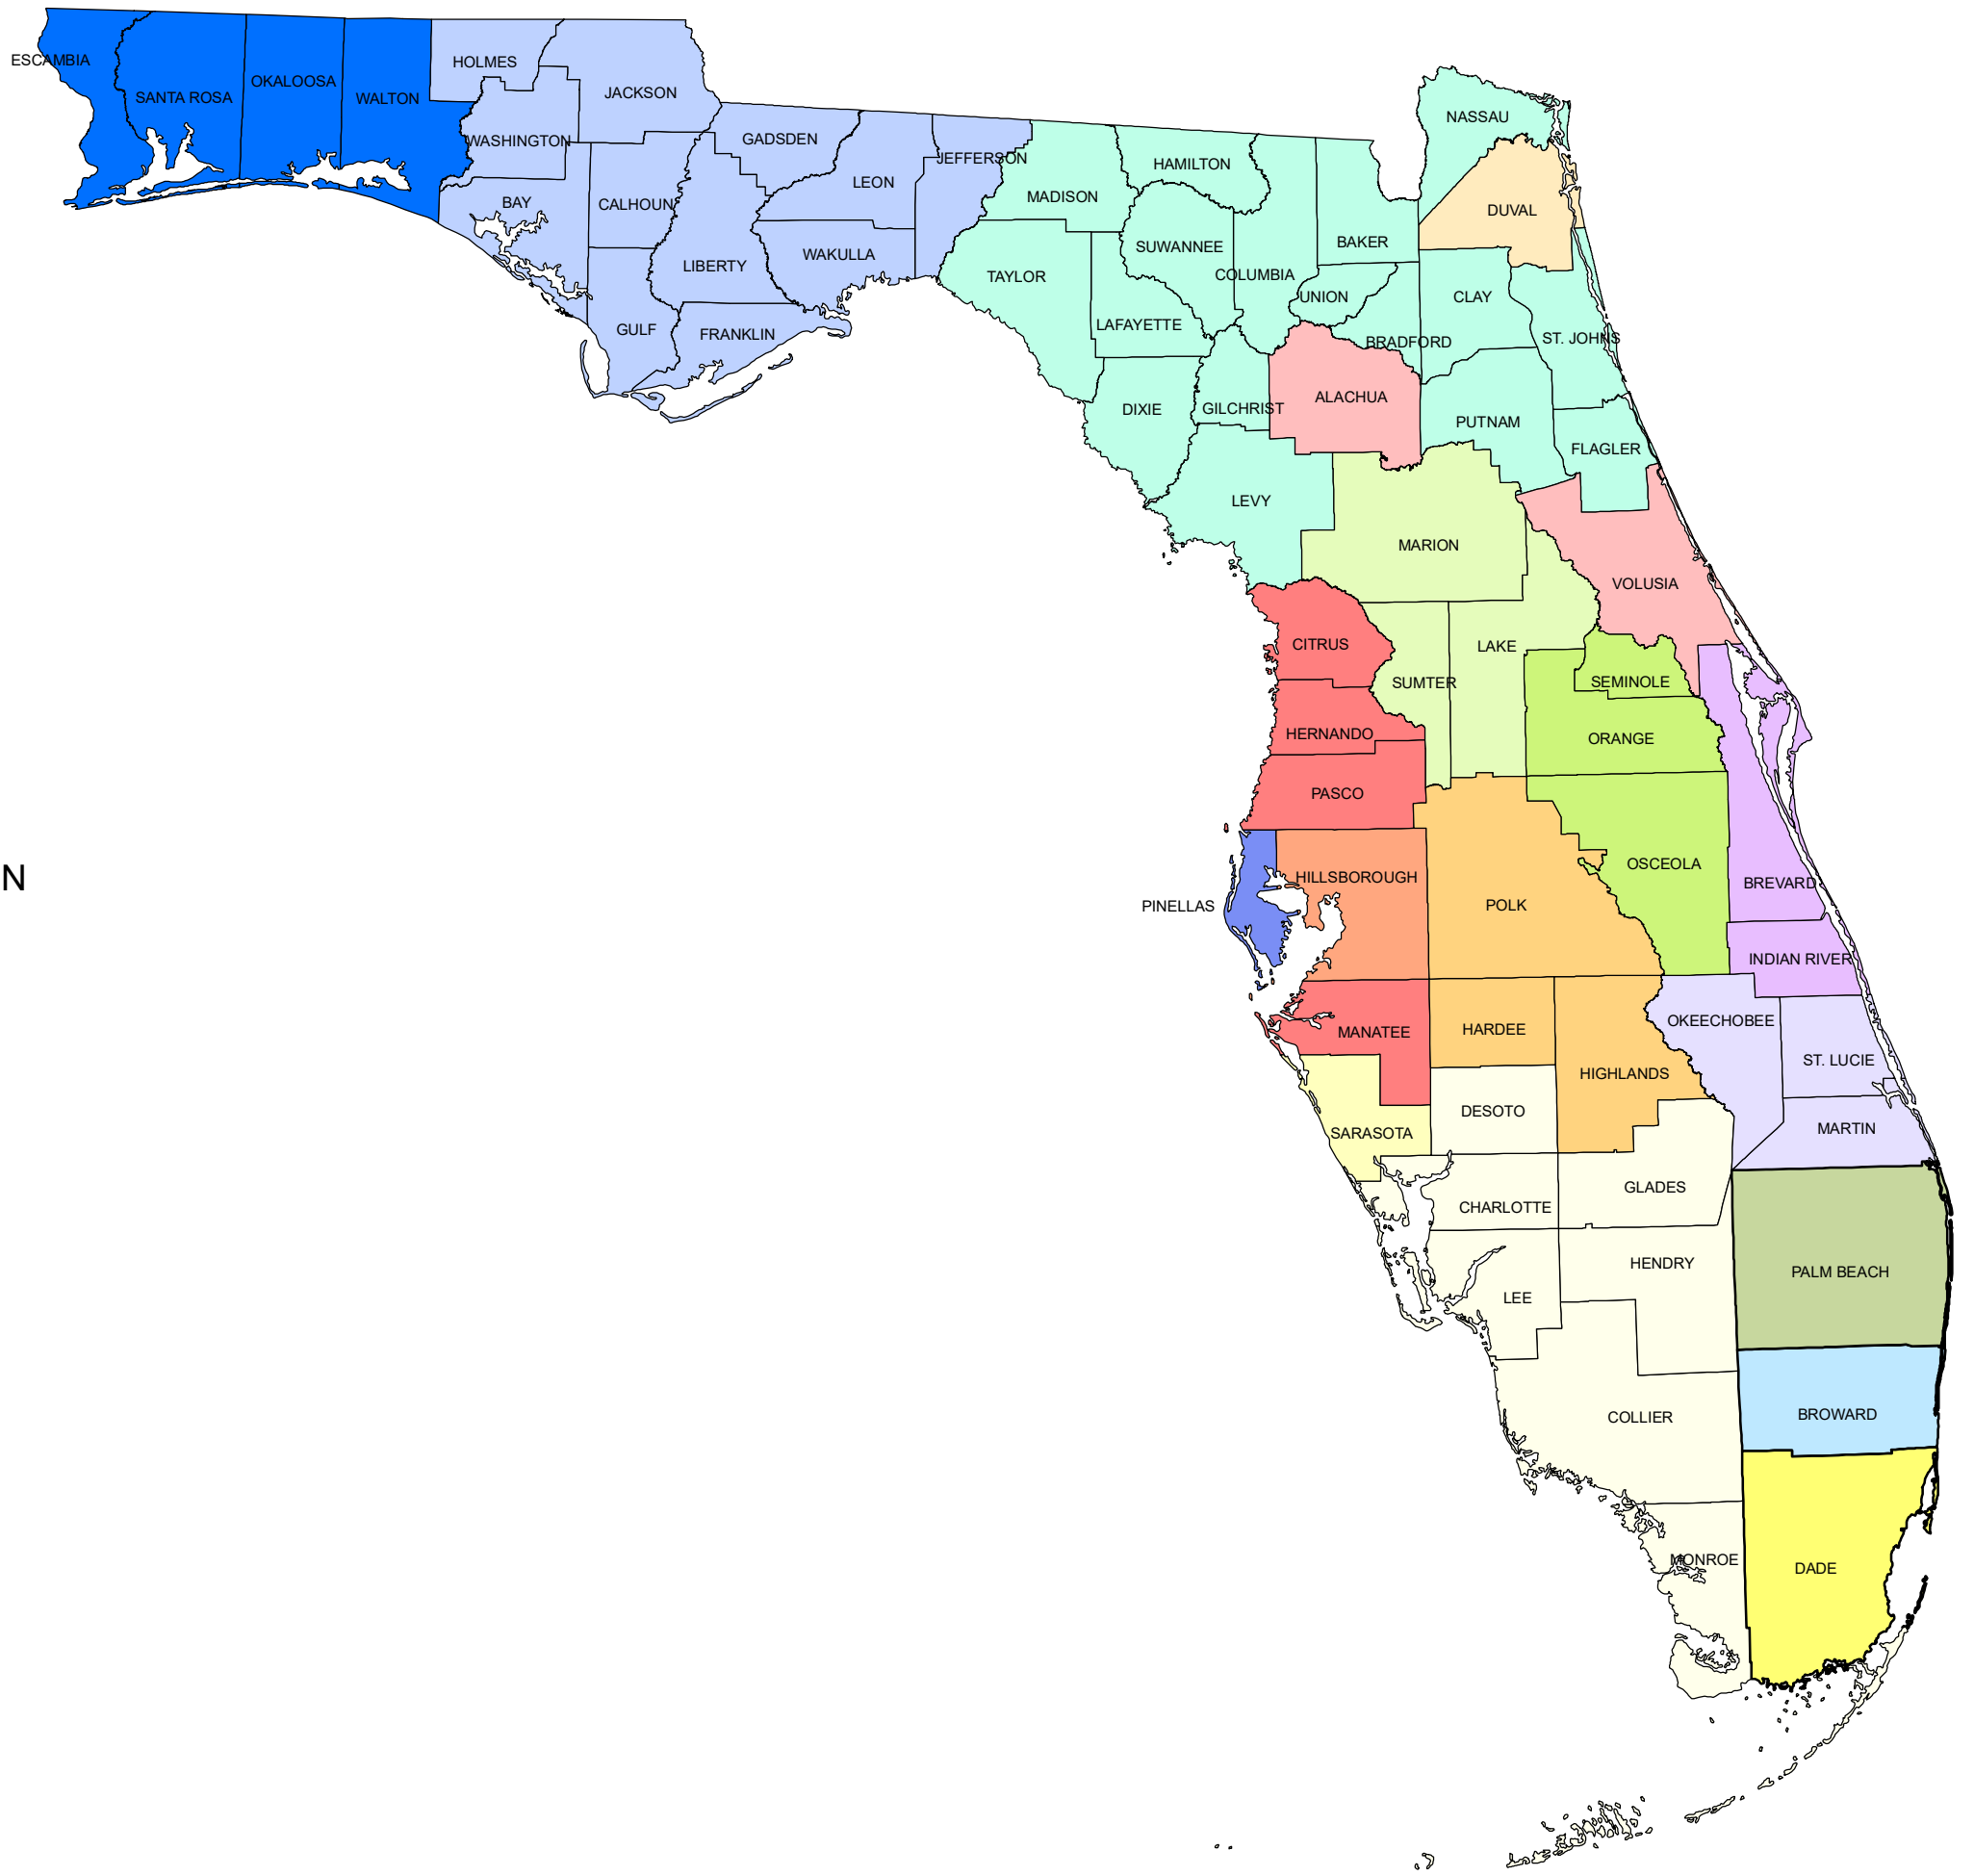 ESCAMBIA
SANTA ROSA
OKALOOSA
WALTON
HOLMES
JACKSON
WASHINGTON
BAY
CALHOUN
GULF
LIBERTY
GADSDEN
FRANKLIN
LEON
WAKULLA
JEFFERSON
MADISON
TAYLOR
HAMILTON
SUWANNEE
LAFAYETTE
DIXIE
COLUMBIA
GILCHRIST
LEVY
BAKER
UNION
BRADFORD
ALACHUA
NASSAU
DUVAL
CLAY
ST. JOHNS
PUTNAM
FLAGLER
MARION
VOLUSIA
CITRUS
SUMTER
LAKE
SEMINOLE
HERNANDO
ORANGE
PASCO
OSCEOLA
BREVARD
N
PINELLAS
HILLSBOROUGH
POLK
INDIAN RIVER
MANATEE
HARDEE
HIGHLANDS
OKEECHOBEE
ST. LUCIE
SARASOTA
DESOTO
MARTIN
CHARLOTTE
GLADES
LEE
HENDRY
PALM BEACH
COLLIER
BROWARD
MONROE
DADE